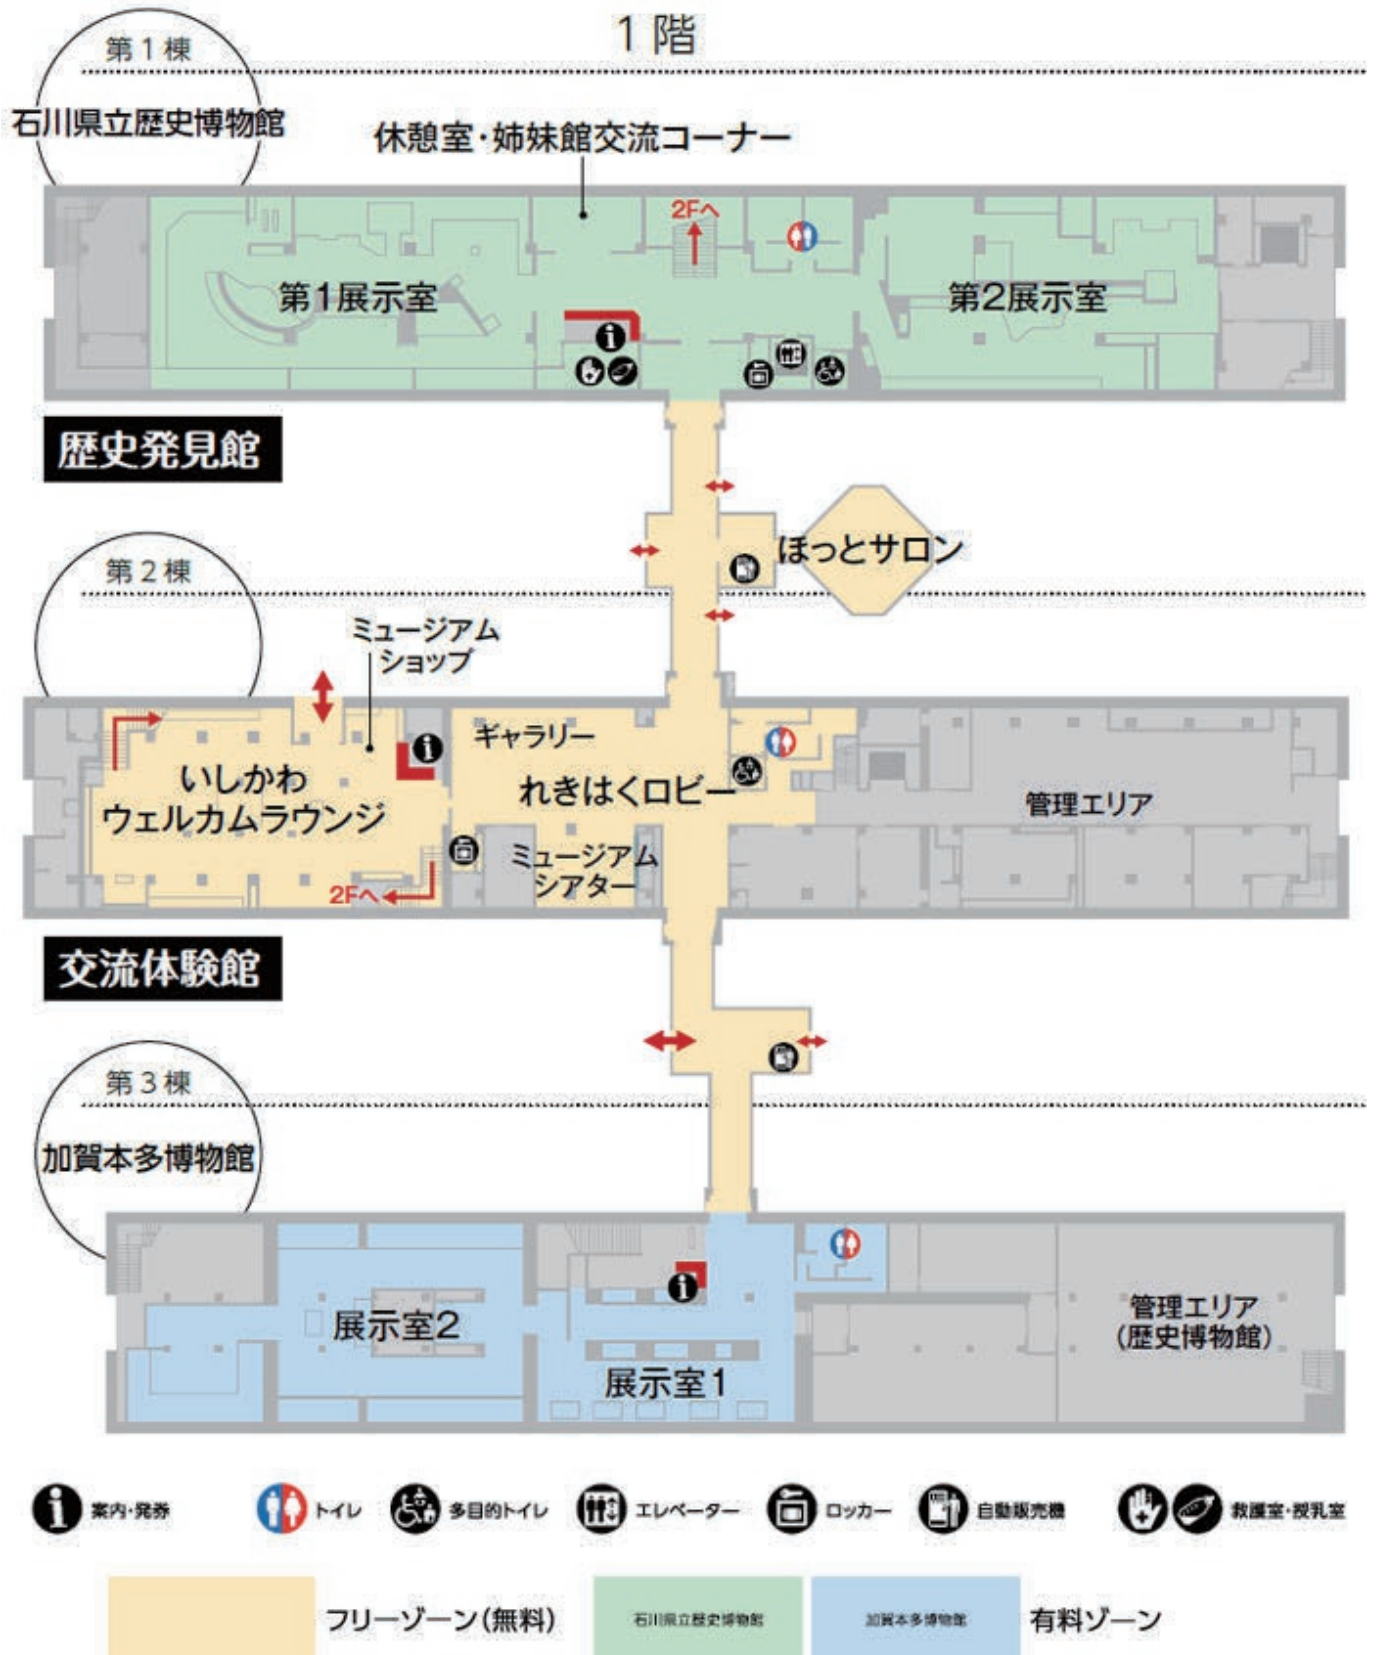 1階
第1棟
石川県立歴史博物館
休憩室・姉妹館交流コーナー
2Fへ
第1展示室
第2展示室
歴史発見館
ほっとサロン
第2棟
ミュージアム
ショップ
ギャラリー
いしかわ
ウェルカムラウンジ
れきはくロビー
管理エリア
ミュージアム
シアター
2Fへ
交流体験館
第3棟
加賀本多博物館
展示室2
展示室1
管理エリア
(歴史博物館)
案内・発券
トイレ
多目的トイレ
エレベーター
ロッカー
自動販売機
救護室・授乳室
フリーゾーン(無料)
石川県立歴史博物館
加賀本多博物館
有料ゾーン